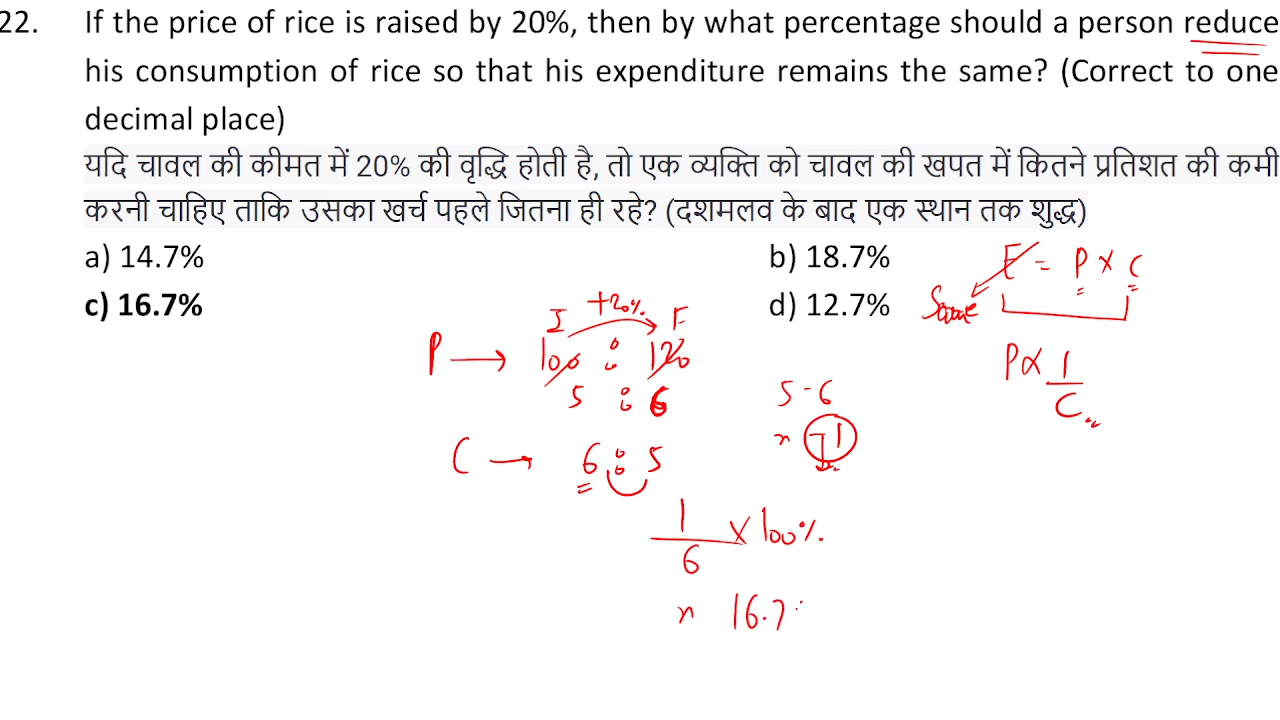 22. If the price of rice is raised by 20%, then by what percentage should a person reduce
his consumption of rice so that his expenditure remains the same? (Correct to one
decimal place)
यदि चावल की कीमत में 20% की वृद्धि होती है, तो एक व्यक्ति को चावल की खपत में कितने प्रतिशत की कमी
करनी चाहिए ताकि उसका खर्च पहले जितना ही रहे? (दशमलव के बाद एक स्थान तक शुद्ध)
a) 14.7% b) 18.7%
c) 16.7% d) 12.7%
E = P × C
Same
+20%
I F
P → 100 : 120
P ∝ 1/C
5 : 6
5 - 6
-1
C → 6 : 5
1/6 × 100%
16.7